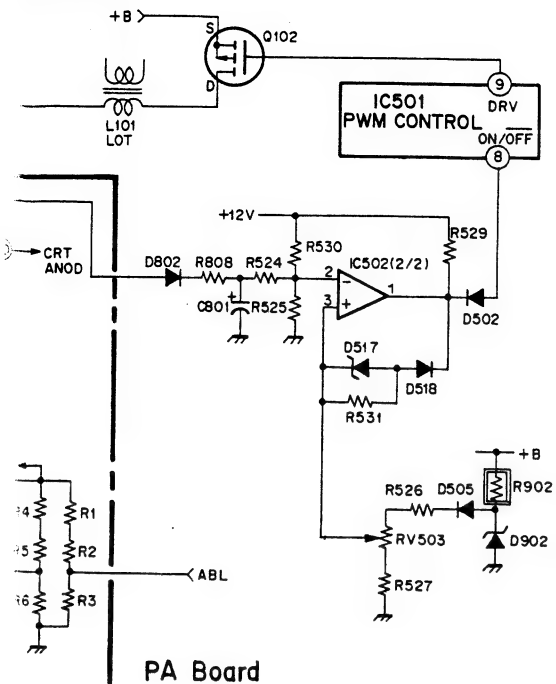 +B
S
Q102
D
L101
LOT
9
DRV
IC501
PWM CONTROL
ON/OFF
8
CRT
ANOD
+12V
R530
R529
D802
R808
R524
IC502(2/2)
2
-
3
+
1
C801
+
R525
D502
D517
D518
R531
+B
R902
R526
D505
D902
RV503
R527
R1
R2
R3
ABL
PA Board